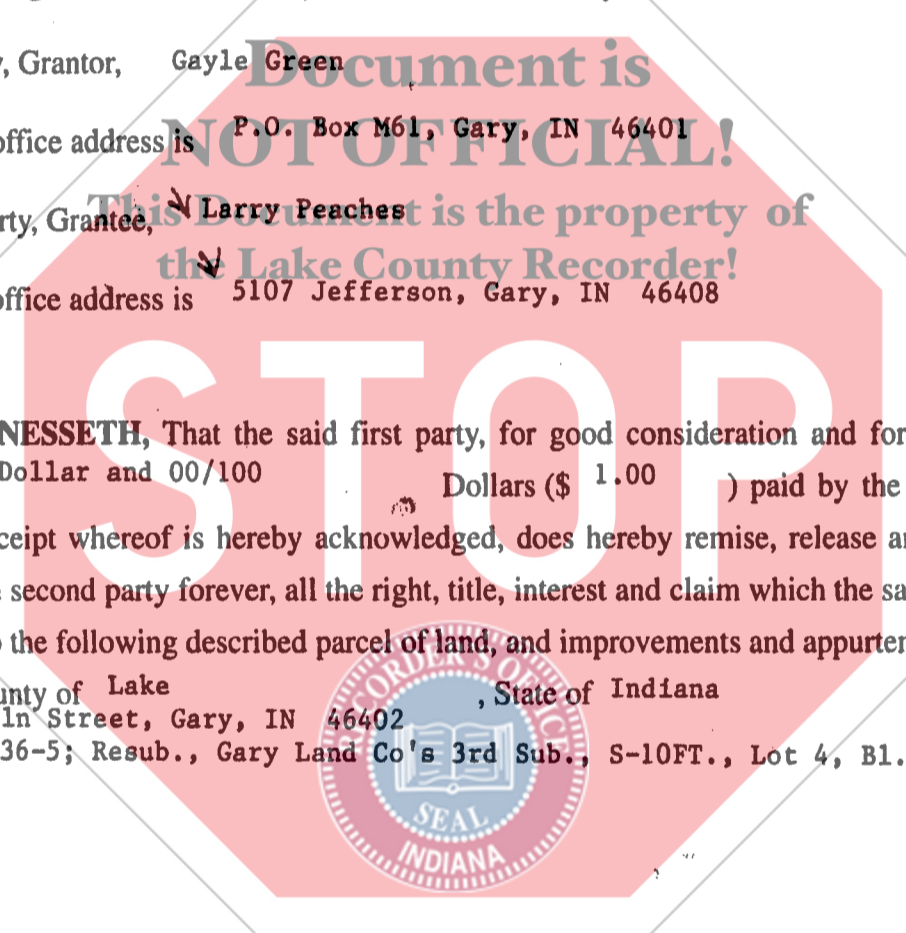 , Grantor, Gayle Green
Document is
office address is P.O. Box M61, Gary, IN 46401
NOT OFFICIAL!
rty, Grantee, Larry Peaches
This Document is the property of
the Lake County Recorder!
office address is 5107 Jefferson, Gary, IN 46408
STOP
NESSETH, That the said first party, for good consideration and for
Dollar and 00/100 Dollars ($ 1.00 ) paid by the
ceipt whereof is hereby acknowledged, does hereby remise, release a
second party forever, all the right, title, interest and claim which the sa
the following described parcel of land, and improvements and appurten
unty of Lake , State of Indiana
ln Street, Gary, IN 46402
36-5; Resub., Gary Land Co's 3rd Sub., S-10FT., Lot 4, Bl.
RECORDER'S OFFICE
SEAL
INDIANA